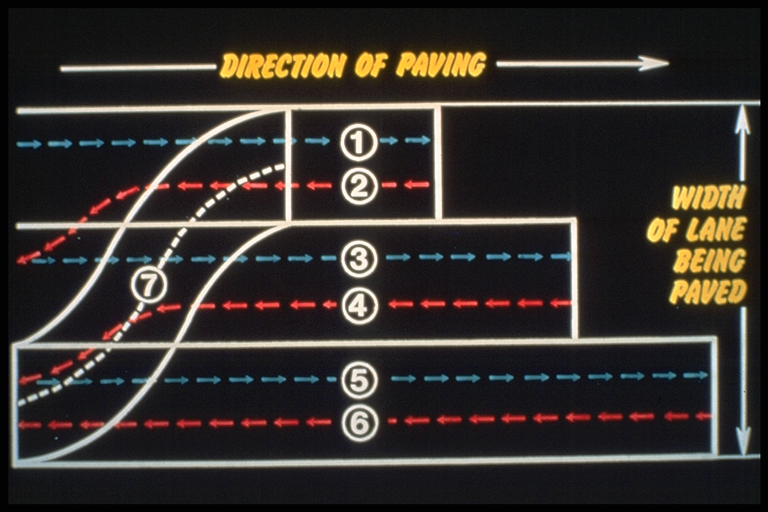 DIRECTION OF PAVING
1
2
WIDTH
OF LANE
BEING
PAVED
3
7
4
5
6